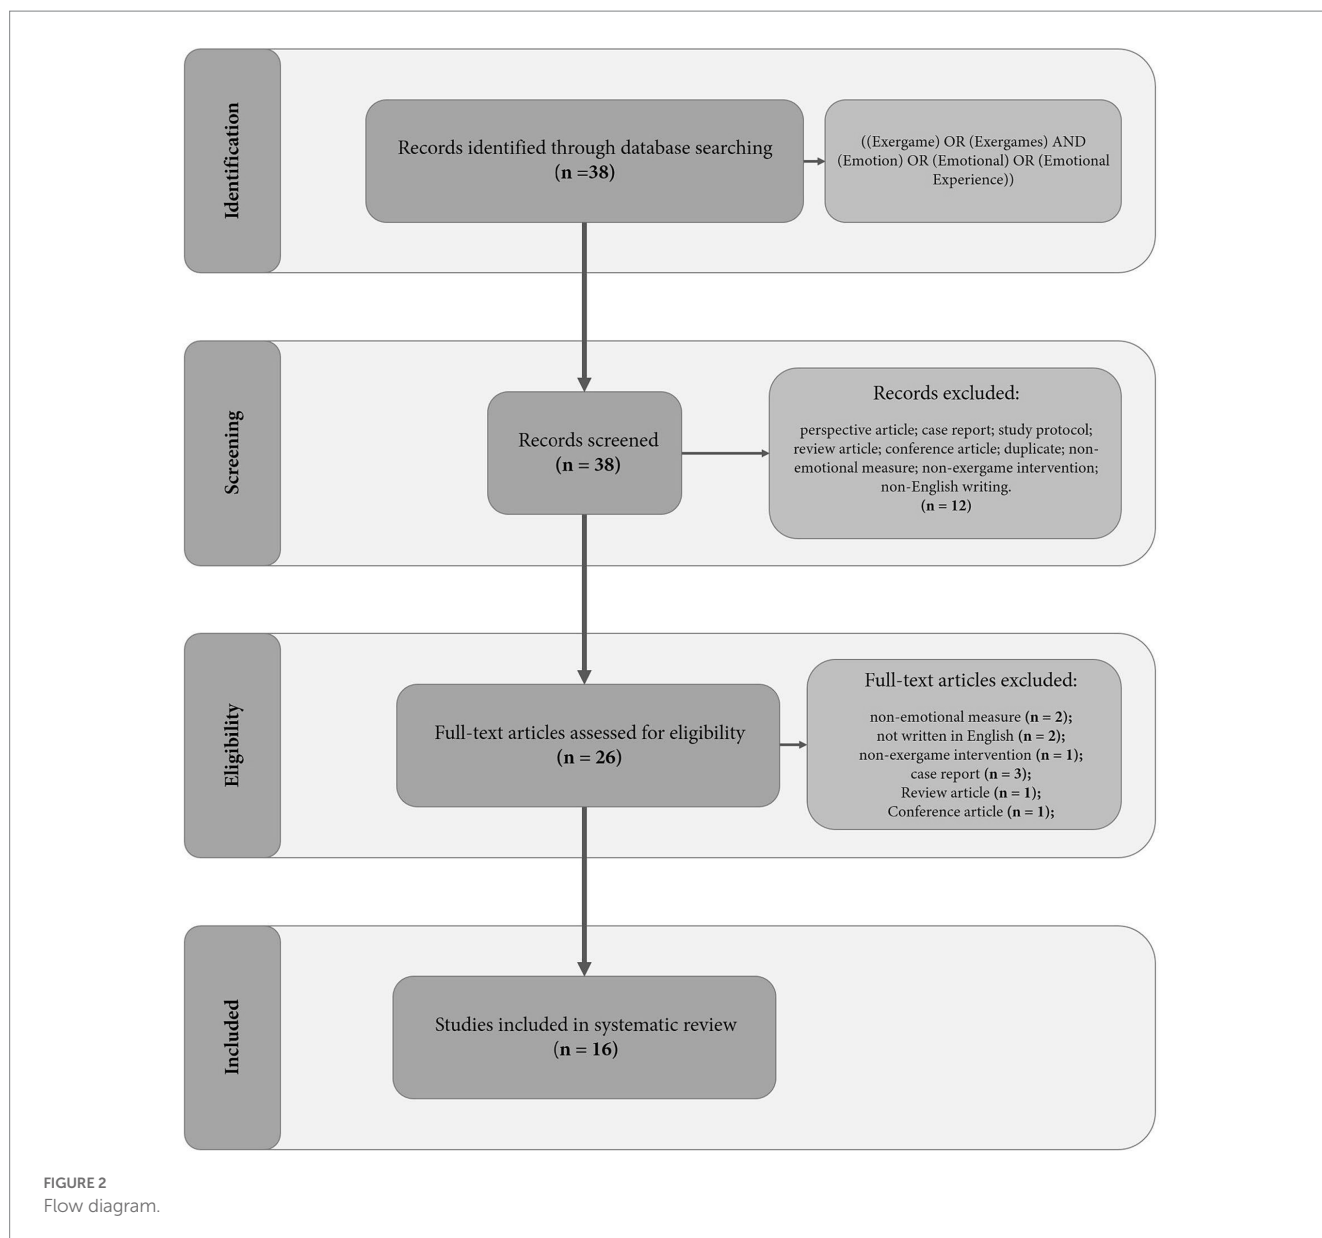 Identification
Records identified through database searching
(n =38)
((Exergame) OR (Exergames) AND
(Emotion) OR (Emotional) OR (Emotional
Experience))
Screening
Records screened
(n = 38)
Records excluded:
perspective article; case report; study protocol;
review article; conference article; duplicate; non-
emotional measure; non-exergame intervention;
non-English writing.
(n = 12)
Eligibility
Full-text articles assessed for eligibility
(n = 26)
Full-text articles excluded:
non-emotional measure (n = 2);
not written in English (n = 2);
non-exergame intervention (n = 1);
case report (n = 3);
Review article (n = 1);
Conference article (n = 1);
Included
Studies included in systematic review
(n = 16)
FIGURE 2
Flow diagram.